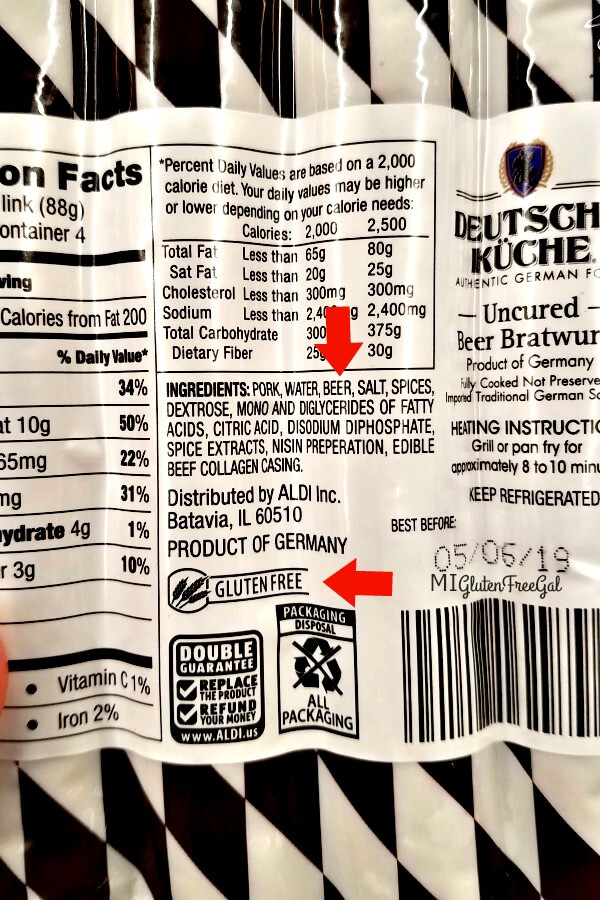 on Facts
link (88g)
ontainer 4
ving
Calories from Fat 200
% Daily Value*
34%
at 10g 50%
65mg 22%
mg 31%
ydrate 4g 1%
r 3g 10%
• Vitamin C 1%
• Iron 2%
*Percent Daily Values are based on a 2,000
calorie diet. Your daily values may be higher
or lower depending on your calorie needs:
Calories: 2,000 2,500
Total Fat Less than 65g 80g
Sat Fat Less than 20g 25g
Cholesterol Less than 300mg 300mg
Sodium Less than 2,40 g 2,400mg
Total Carbohydrate 300 375g
Dietary Fiber 25g 30g
INGREDIENTS: PORK, WATER, BEER, SALT, SPICES,
DEXTROSE, MONO AND DIGLYCERIDES OF FATTY
ACIDS, CITRIC ACID, DISODIUM DIPHOSPHATE,
SPICE EXTRACTS, NISIN PREPERATION, EDIBLE
BEEF COLLAGEN CASING.
Distributed by ALDI Inc.
Batavia, IL 60510
PRODUCT OF GERMANY
GLUTEN FREE
DOUBLE
GUARANTEE
REPLACE
THE PRODUCT
REFUND
YOUR MONEY
www.ALDI.us
PACKAGING
DISPOSAL
ALL
PACKAGING
DEUTSCH
KÜCHE
AUTHENTIC GERMAN FO
Uncured
Beer Bratwur
Product of Germany
Fully Cooked Not Preserve
Imported Traditional German Sa
HEATING INSTRUCTIO
Grill or pan fry for
approximately 8 to 10 minu
KEEP REFRIGERATED
BEST BEFORE:
05/06/19
MIGlutenFreeGal